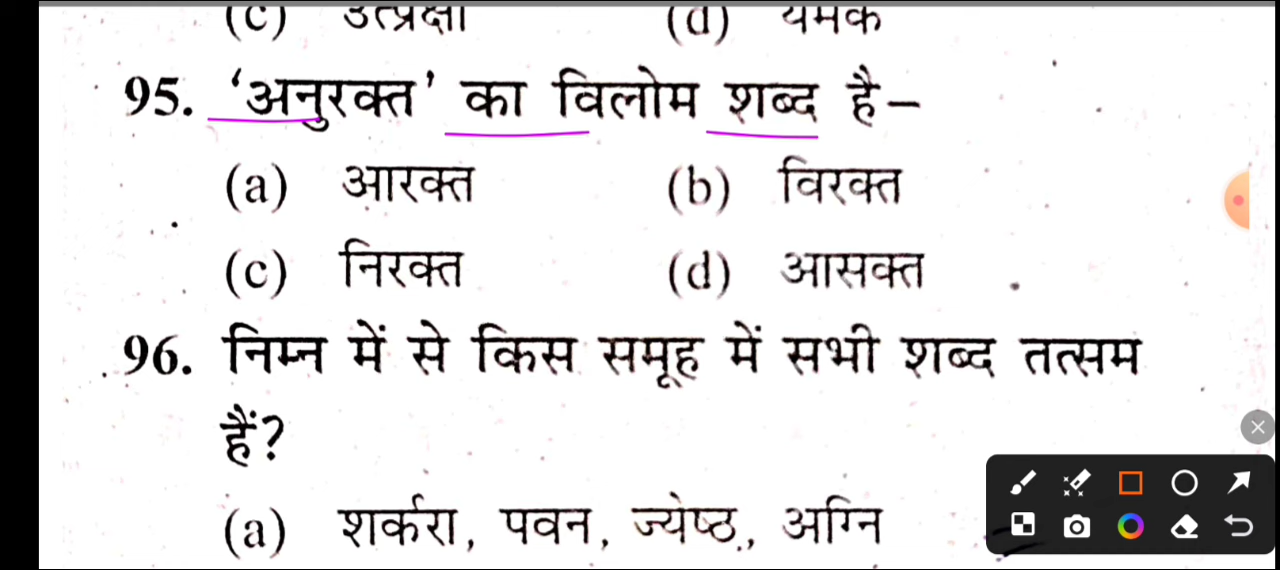 (c) उत्प्रेक्षा (d) यमक
95. ‘अनुरक्त’ का विलोम शब्द है–
(a) आरक्त (b) विरक्त
(c) निरक्त (d) आसक्त
96. निम्न में से किस समूह में सभी शब्द तत्सम
हैं?
(a) शर्करा, पवन, ज्येष्ठ, अग्नि